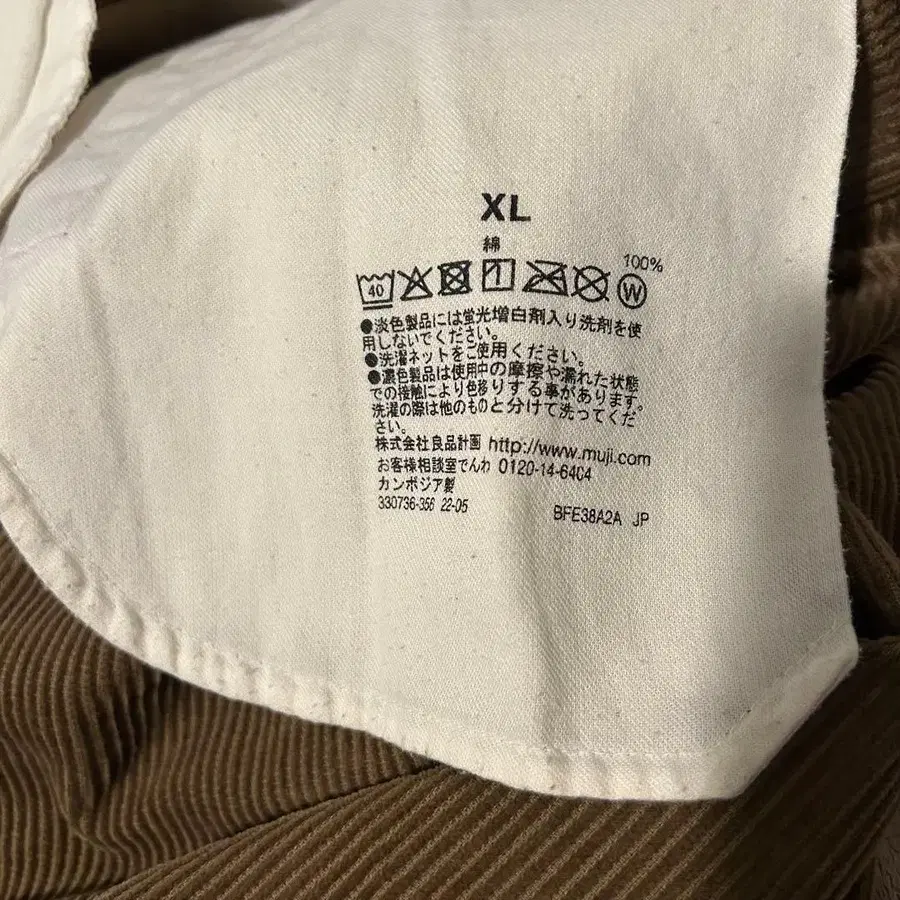 XL
綿
100%
40
W
●淡色製品には蛍光増白剤入り洗剤を使
用しないでください。
●洗濯ネットをご使用ください。
●濃色製品は使用中の摩擦や濡れた状態
での接触により色移りする事があります。
洗濯の際は他のものと分けて洗ってくだ
さい。
株式会社良品計画 http://www.muji.com
お客様相談室でんわ 0120-14-6404
カンボジア製
330736-356 22-05
BFE38A2A JP